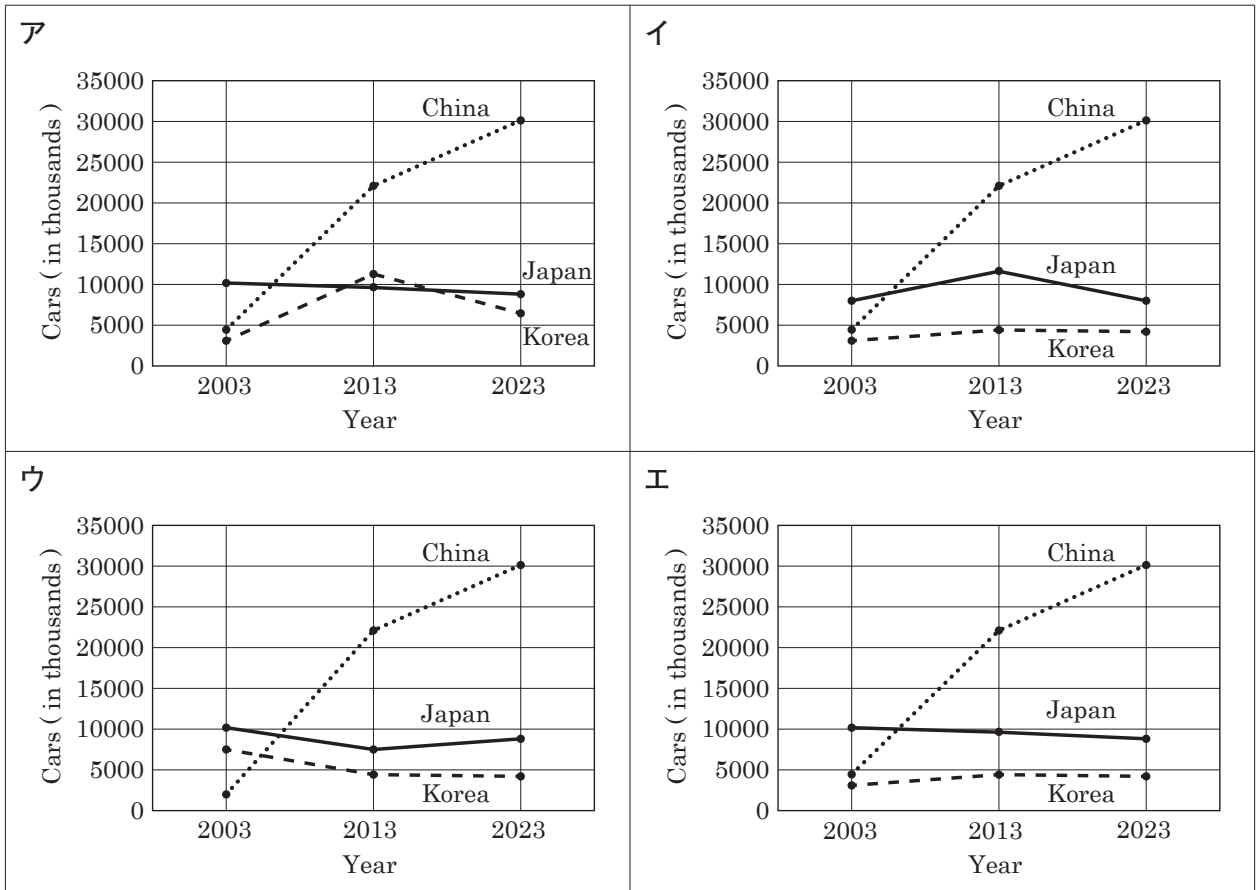 ア
35000
30000
25000
20000
15000
10000
5000
0
Cars ( in thousands )
China
Japan
Korea
2003 2013 2023
Year
イ
35000
30000
25000
20000
15000
10000
5000
0
Cars ( in thousands )
China
Japan
Korea
2003 2013 2023
Year
ウ
35000
30000
25000
20000
15000
10000
5000
0
Cars ( in thousands )
China
Japan
Korea
2003 2013 2023
Year
エ
35000
30000
25000
20000
15000
10000
5000
0
Cars ( in thousands )
China
Japan
Korea
2003 2013 2023
Year